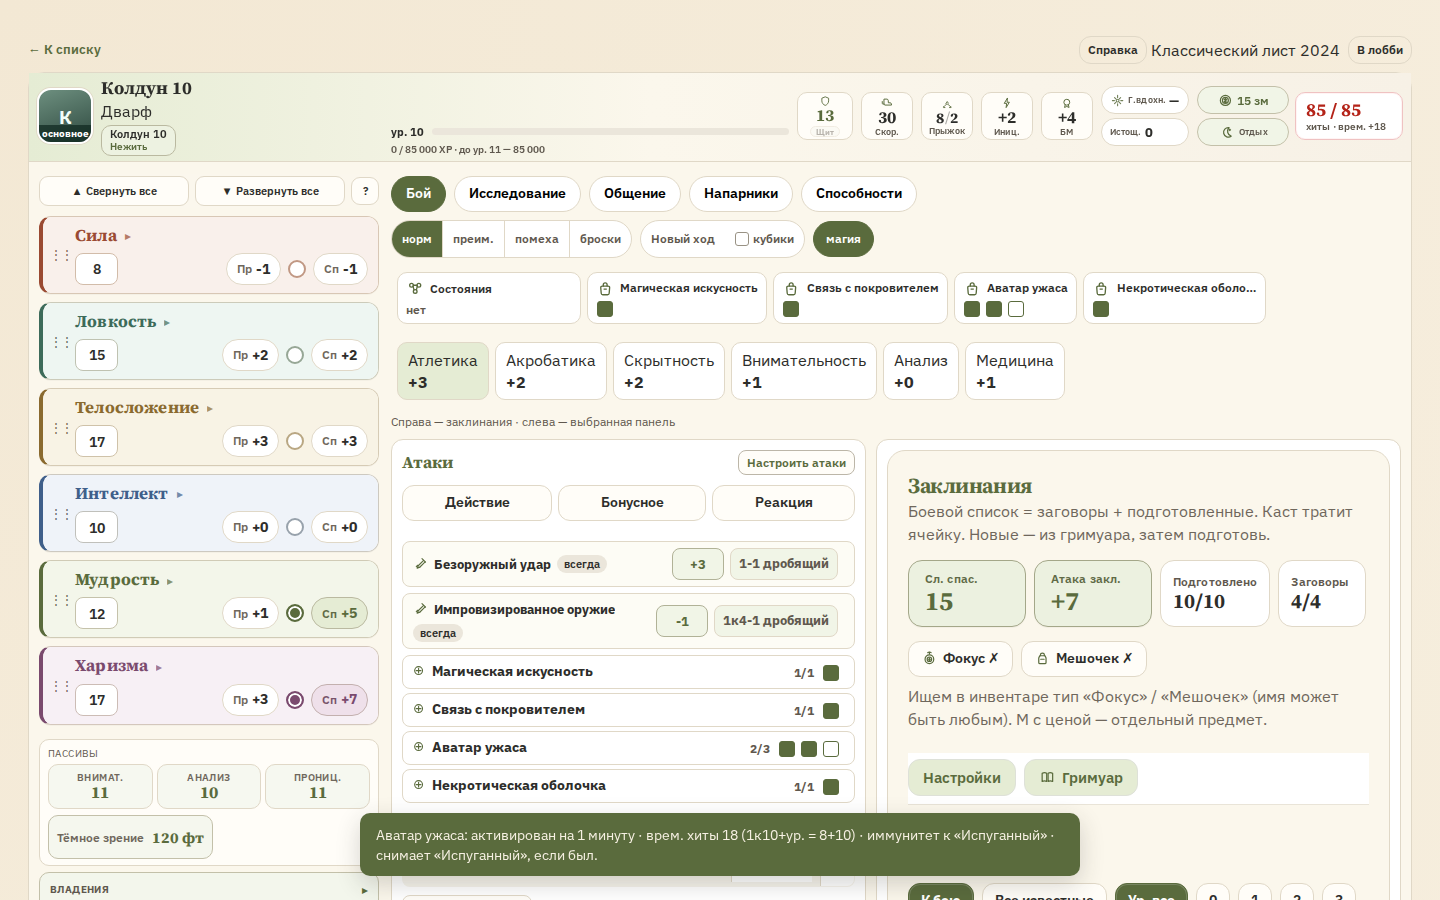 ← К списку
Справка
Классический лист 2024
В лобби
К
основное
Колдун 10
Дварф
Колдун 10
Нежить
ур. 10
0 / 85 000 XP · до ур. 11 — 85 000
13
Щит
30
Скор.
8/2
Прыжок
+2
Иниц.
+4
БМ
Г.вдохн. —
Истощ. 0
15 зм
Отдых
85 / 85
хиты · врем. +18
▲ Свернуть все
▼ Развернуть все
?
Сила ▸
8
Пр -1
Сп -1
Ловкость ▸
15
Пр +2
Сп +2
Телосложение ▸
17
Пр +3
Сп +3
Интеллект ▸
10
Пр +0
Сп +0
Мудрость ▸
12
Пр +1
Сп +5
Харизма ▸
17
Пр +3
Сп +7
ПАССИВЫ
ВНИМАТ.
11
АНАЛИЗ
10
ПРОНИЦ.
11
Тёмное зрение 120 фт
ВЛАДЕНИЯ ▸
Бой
Исследование
Общение
Напарники
Способности
норм
преим.
помеха
броски
Новый ход
кубики
магия
Состояния
нет
Магическая искусность
Связь с покровителем
Аватар ужаса
Некротическая оболо...
Атлетика
+3
Акробатика
+2
Скрытность
+2
Внимательность
+1
Анализ
+0
Медицина
+1
Справа — заклинания · слева — выбранная панель
Атаки
Настроить атаки
Действие
Бонусное
Реакция
Безоружный удар всегда
+3
1-1 дробящий
Импровизированное оружие
всегда
-1
1к4-1 дробящий
Магическая искусность 1/1
Связь с покровителем 1/1
Аватар ужаса 2/3
Некротическая оболочка 1/1
Заклинания
Боевой список = заговоры + подготовленные. Каст тратит
ячейку. Новые — из гримуара, затем подготовь.
Сл. спас.
15
Атака закл.
+7
Подготовлено
10/10
Заговоры
4/4
Фокус ✗
Мешочек ✗
Ищем в инвентаре тип «Фокус» / «Мешочек» (имя может
быть любым). М с ценой — отдельный предмет.
Настройки
Гримуар
Аватар ужаса: активирован на 1 минуту · врем. хиты 18 (1к10+ур. = 8+10) · иммунитет к «Испуганный» ·
снимает «Испуганный», если был.
К бою
Все известные
0
1
2
3